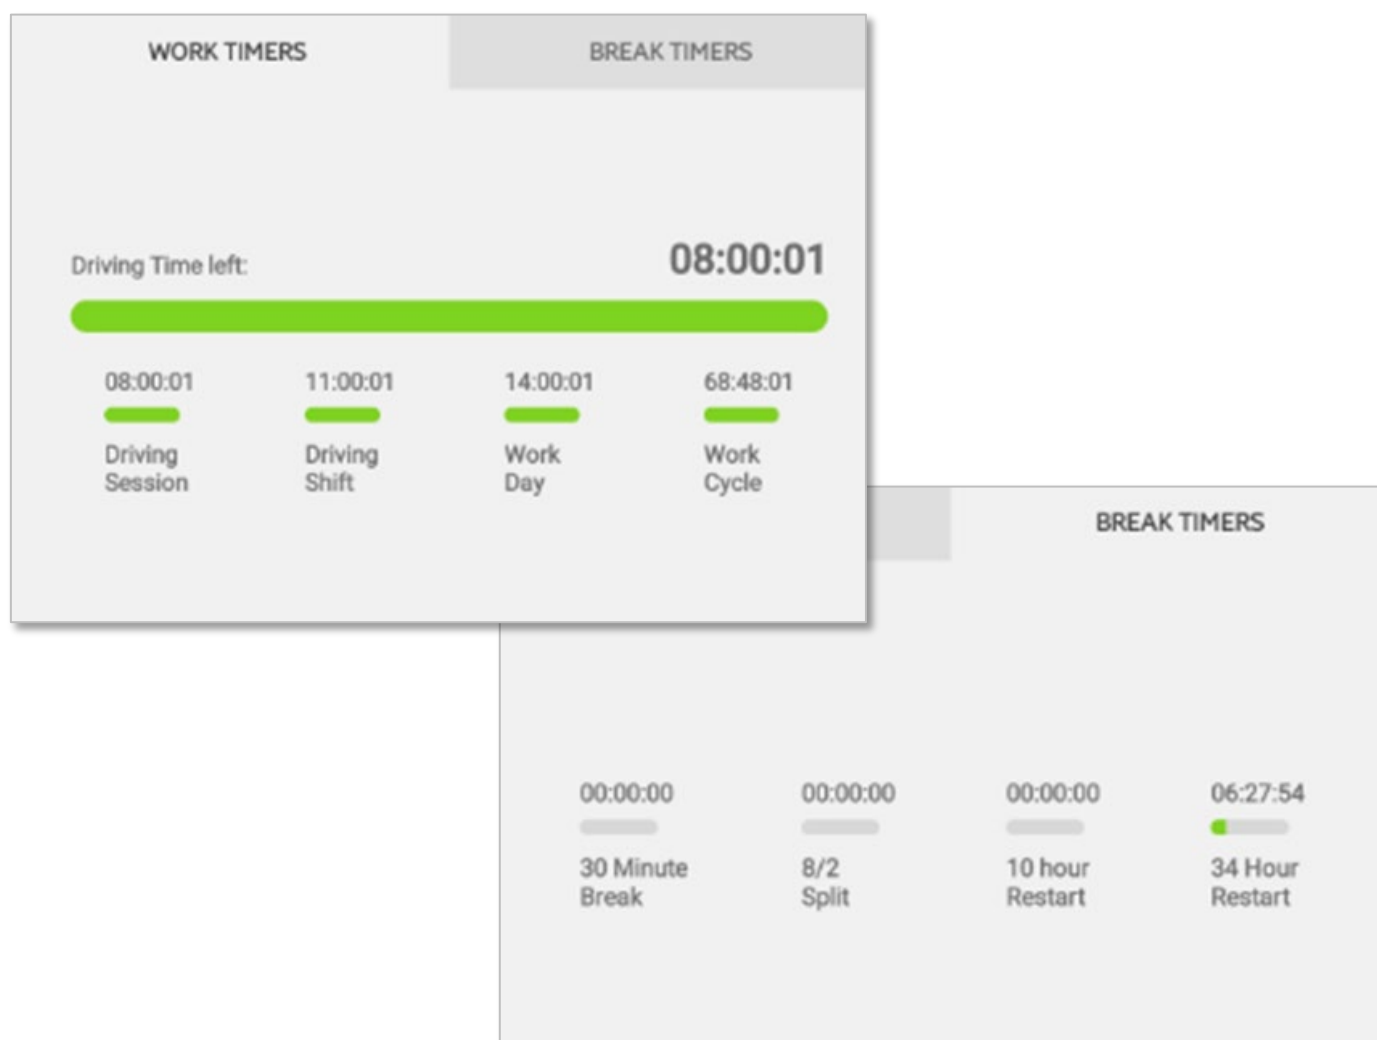 WORK TIMERS BREAK TIMERS
Driving Time left: 08:00:01
08:00:01 11:00:01 14:00:01 68:48:01
Driving Driving Work Work
Session Shift Day Cycle
BREAK TIMERS
00:00:00 00:00:00 00:00:00 06:27:54
30 Minute 8/2 10 hour 34 Hour
Break Split Restart Restart